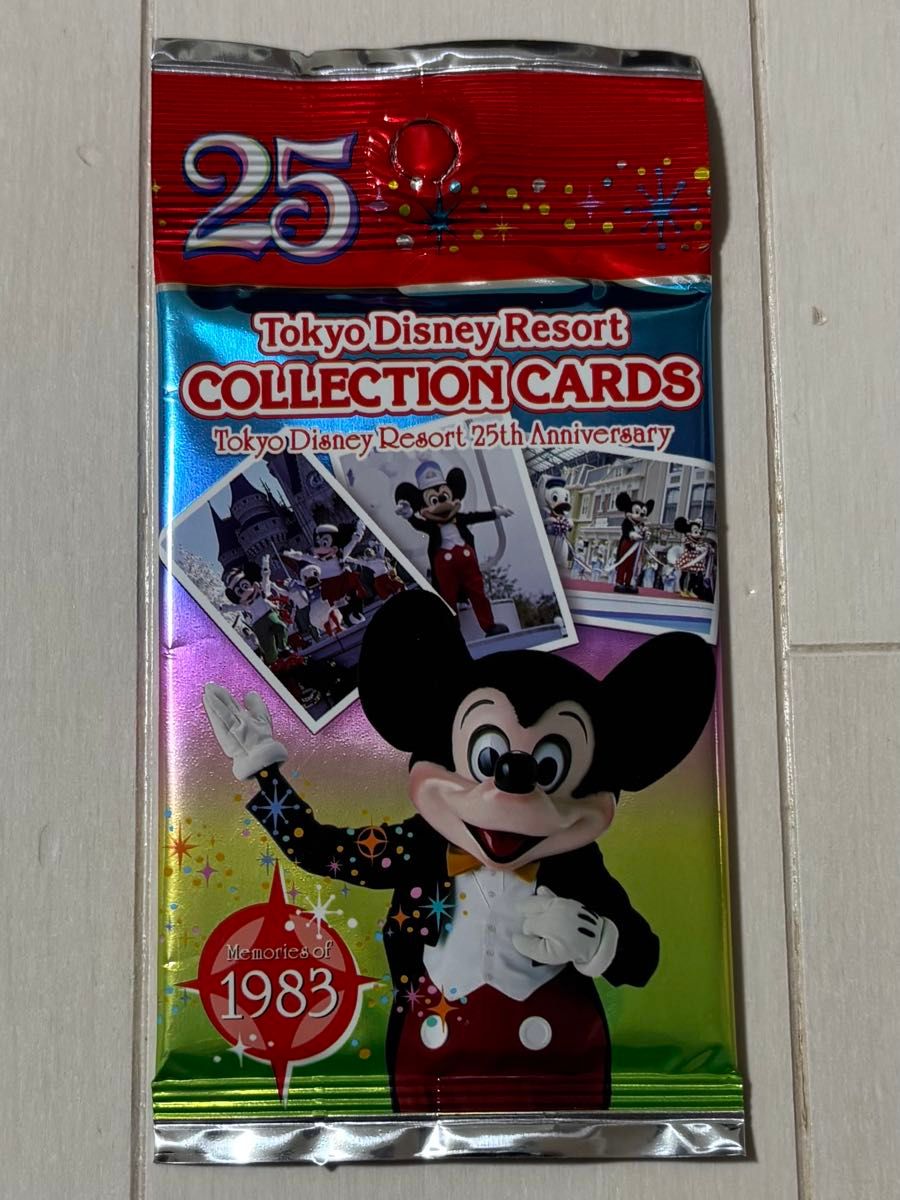 25
Tokyo Disney Resort
COLLECTION CARDS
Tokyo Disney Resort 25th Anniversary
Memories of
1983